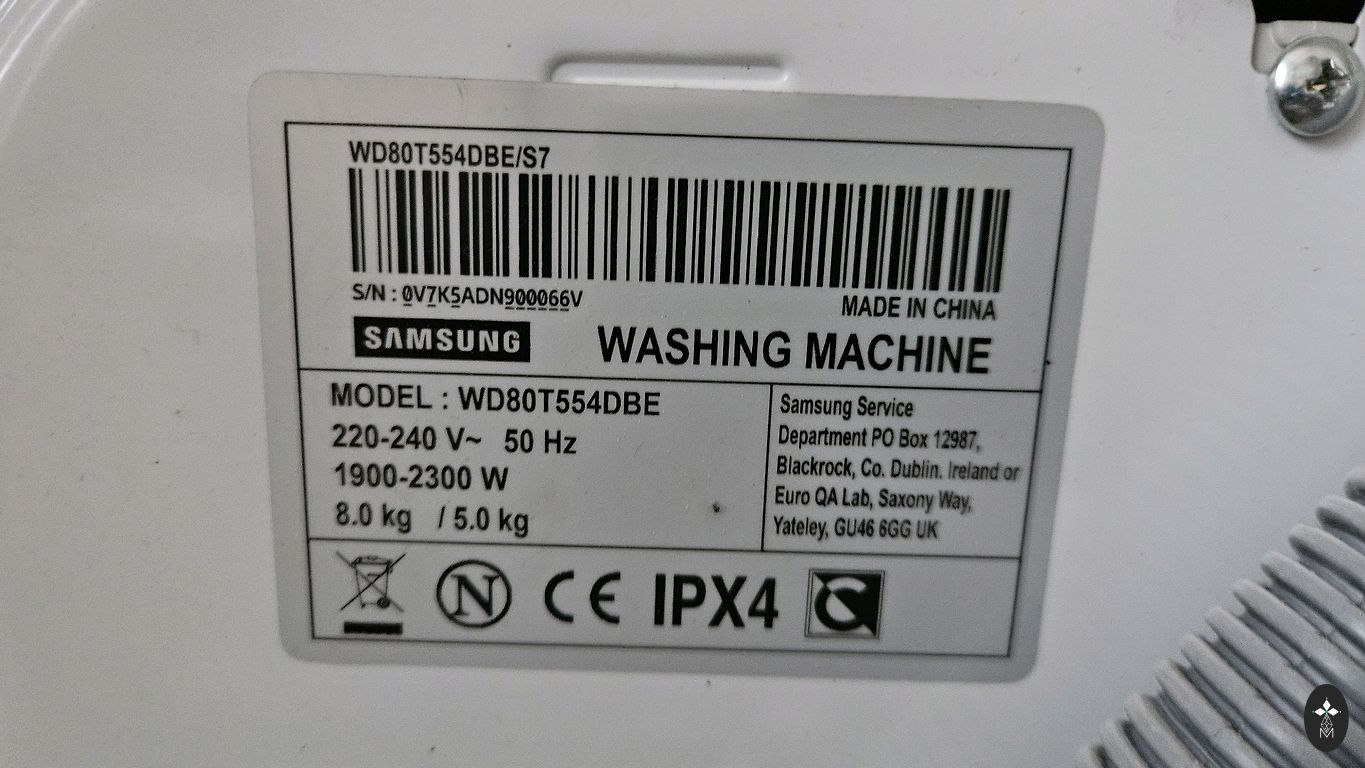 WD80T554DBE/S7
S/N : 0V7K5ADN900066V
MADE IN CHINA
SAMSUNG
WASHING MACHINE
MODEL : WD80T554DBE
220-240 V~ 50 Hz
1900-2300 W
8.0 kg / 5.0 kg
Samsung Service
Department PO Box 12987,
Blackrock, Co. Dublin. Ireland or
Euro QA Lab, Saxony Way,
Yateley, GU46 6GG UK
N
CE
IPX4
M